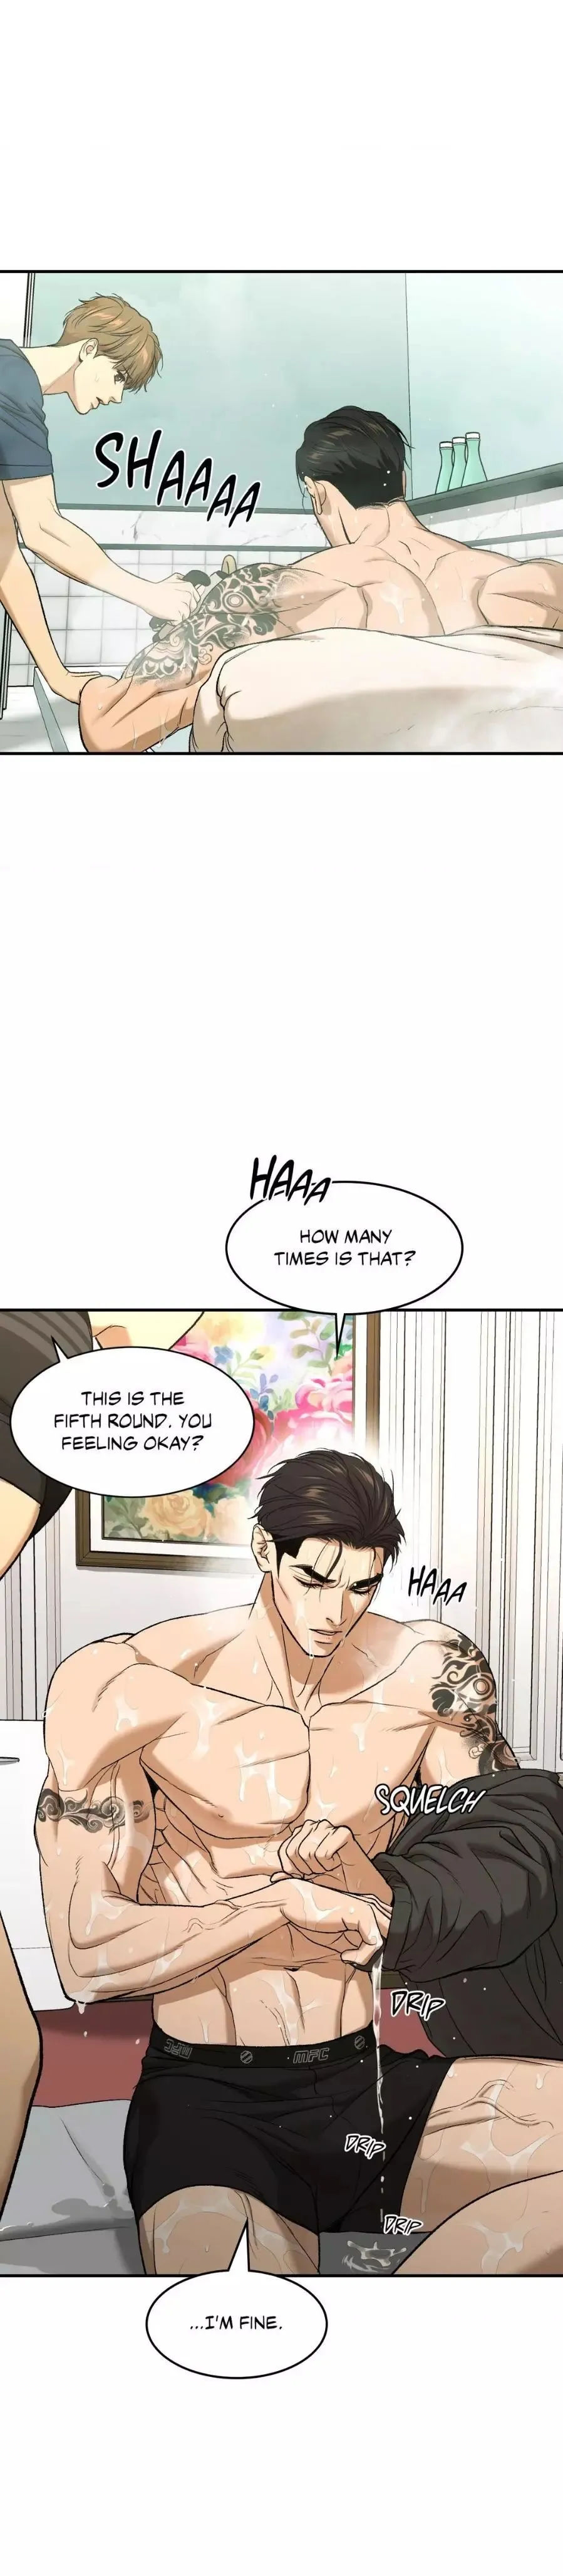 SHAAAA
HAAA
HOW MANY
TIMES IS THAT?
THIS IS THE
FIFTH ROUND. YOU
FEELING OKAY?
HAAA
SQUELCH
DRIP
MFC
DRIP
DRIP
...I'M FINE.